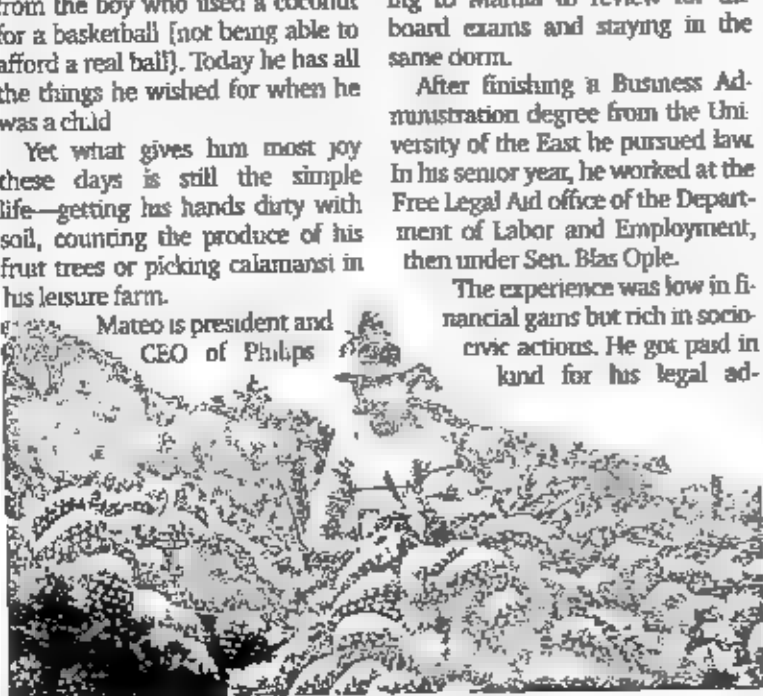 from the boy who used a coconut
for a basketball [not being able to
afford a real ball]. Today he has all
the things he wished for when he
was a child
Yet what gives him most joy
these days is still the simple
life—getting his hands dirty with
soil, counting the produce of his
fruit trees or picking calamansi in
his leisure farm.
Mateo is president and
CEO of Philips
to review for
board exams and staying in the
same dorm.
After finishing a Business Ad-
ministration degree from the Uni-
versity of the East he pursued law.
In his senior year, he worked at the
Free Legal Aid office of the Depart-
ment of Labor and Employment,
then under Sen. Blas Ople.
The experience was low in fi-
nancial gains but rich in socio-
civic actions. He got paid in
kind for his legal ad-